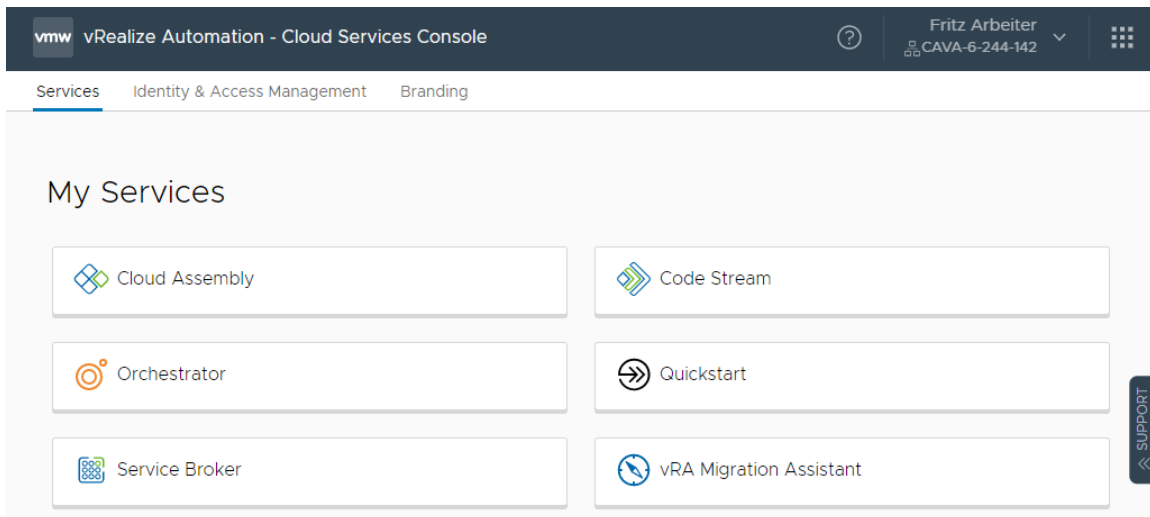 vmw vRealize Automation - Cloud Services Console
?
Fritz Arbeiter
CAVA-6-244-142
Services Identity & Access Management Branding
My Services
Cloud Assembly
Code Stream
Orchestrator
Quickstart
Service Broker
vRA Migration Assistant
SUPPORT